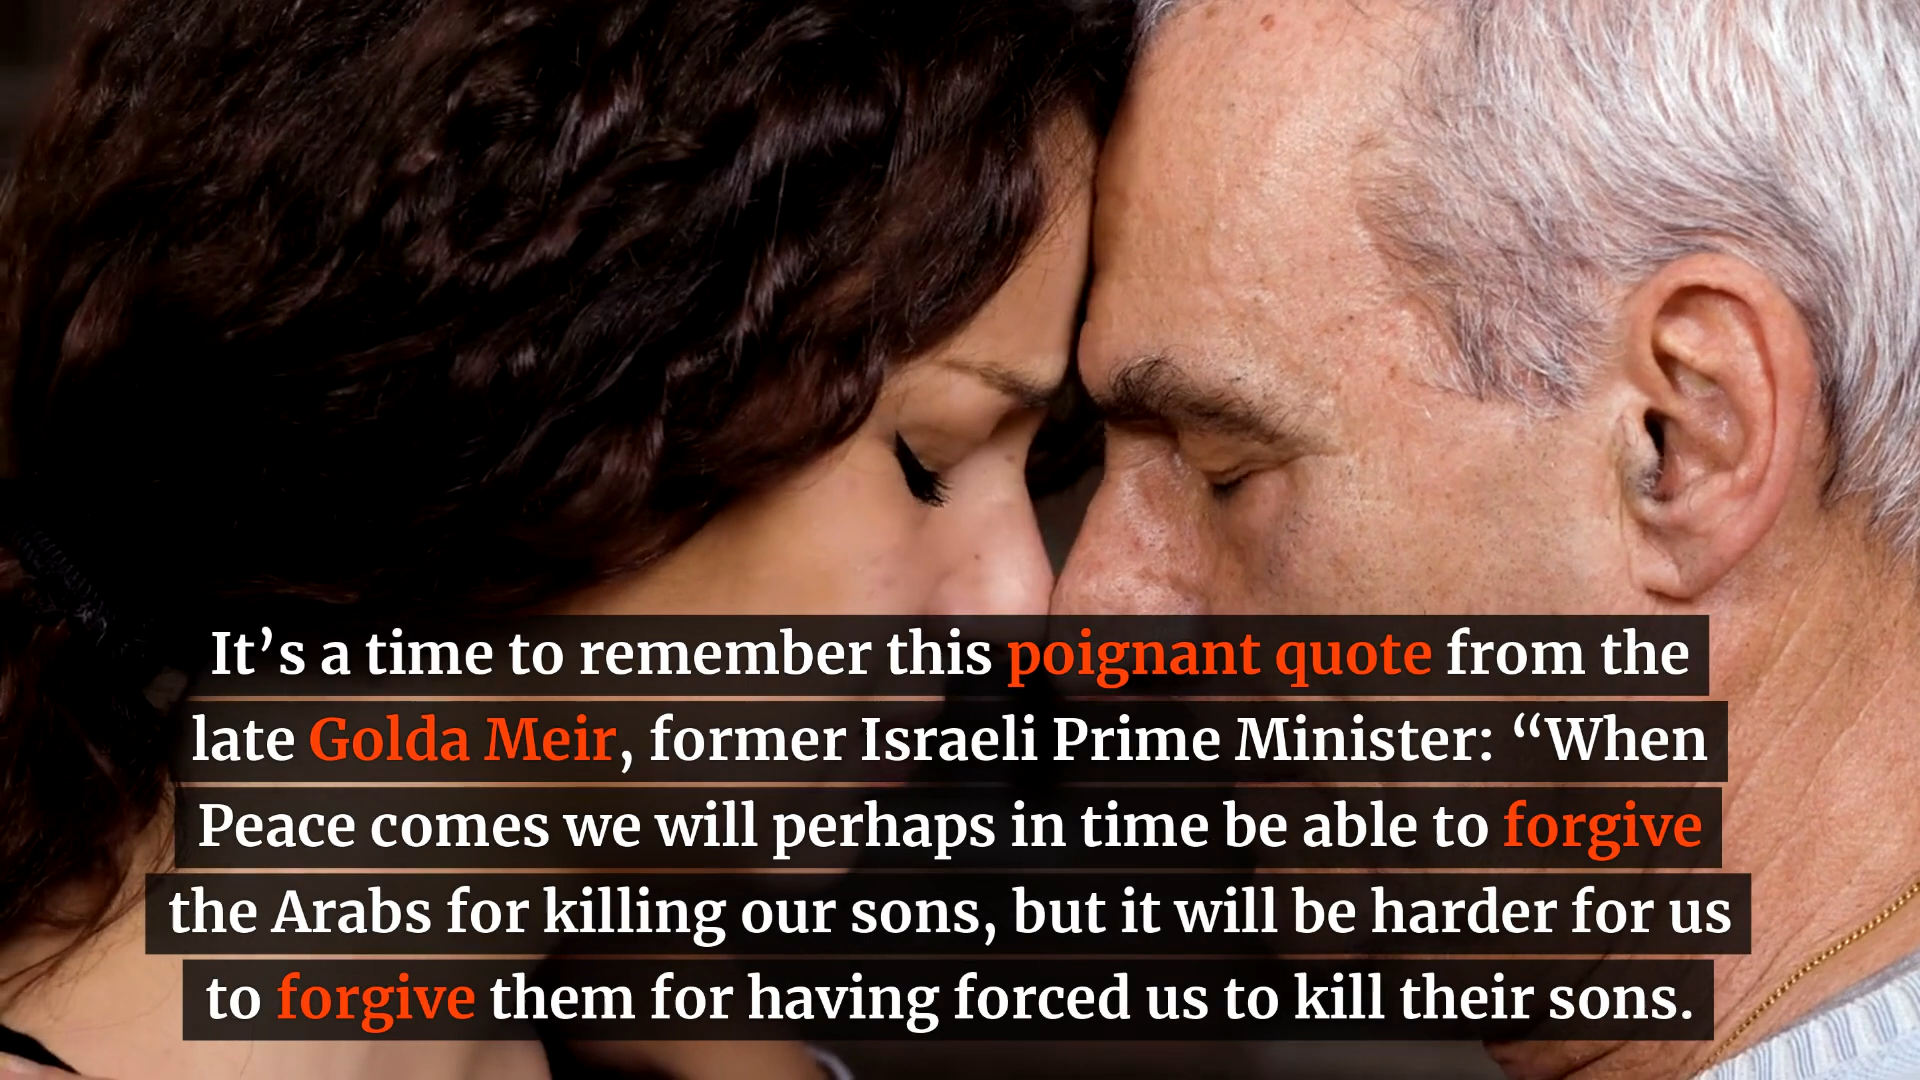 It’s a time to remember this poignant quote from the
late Golda Meir, former Israeli Prime Minister: “When
Peace comes we will perhaps in time be able to forgive
the Arabs for killing our sons, but it will be harder for us
to forgive them for having forced us to kill their sons.